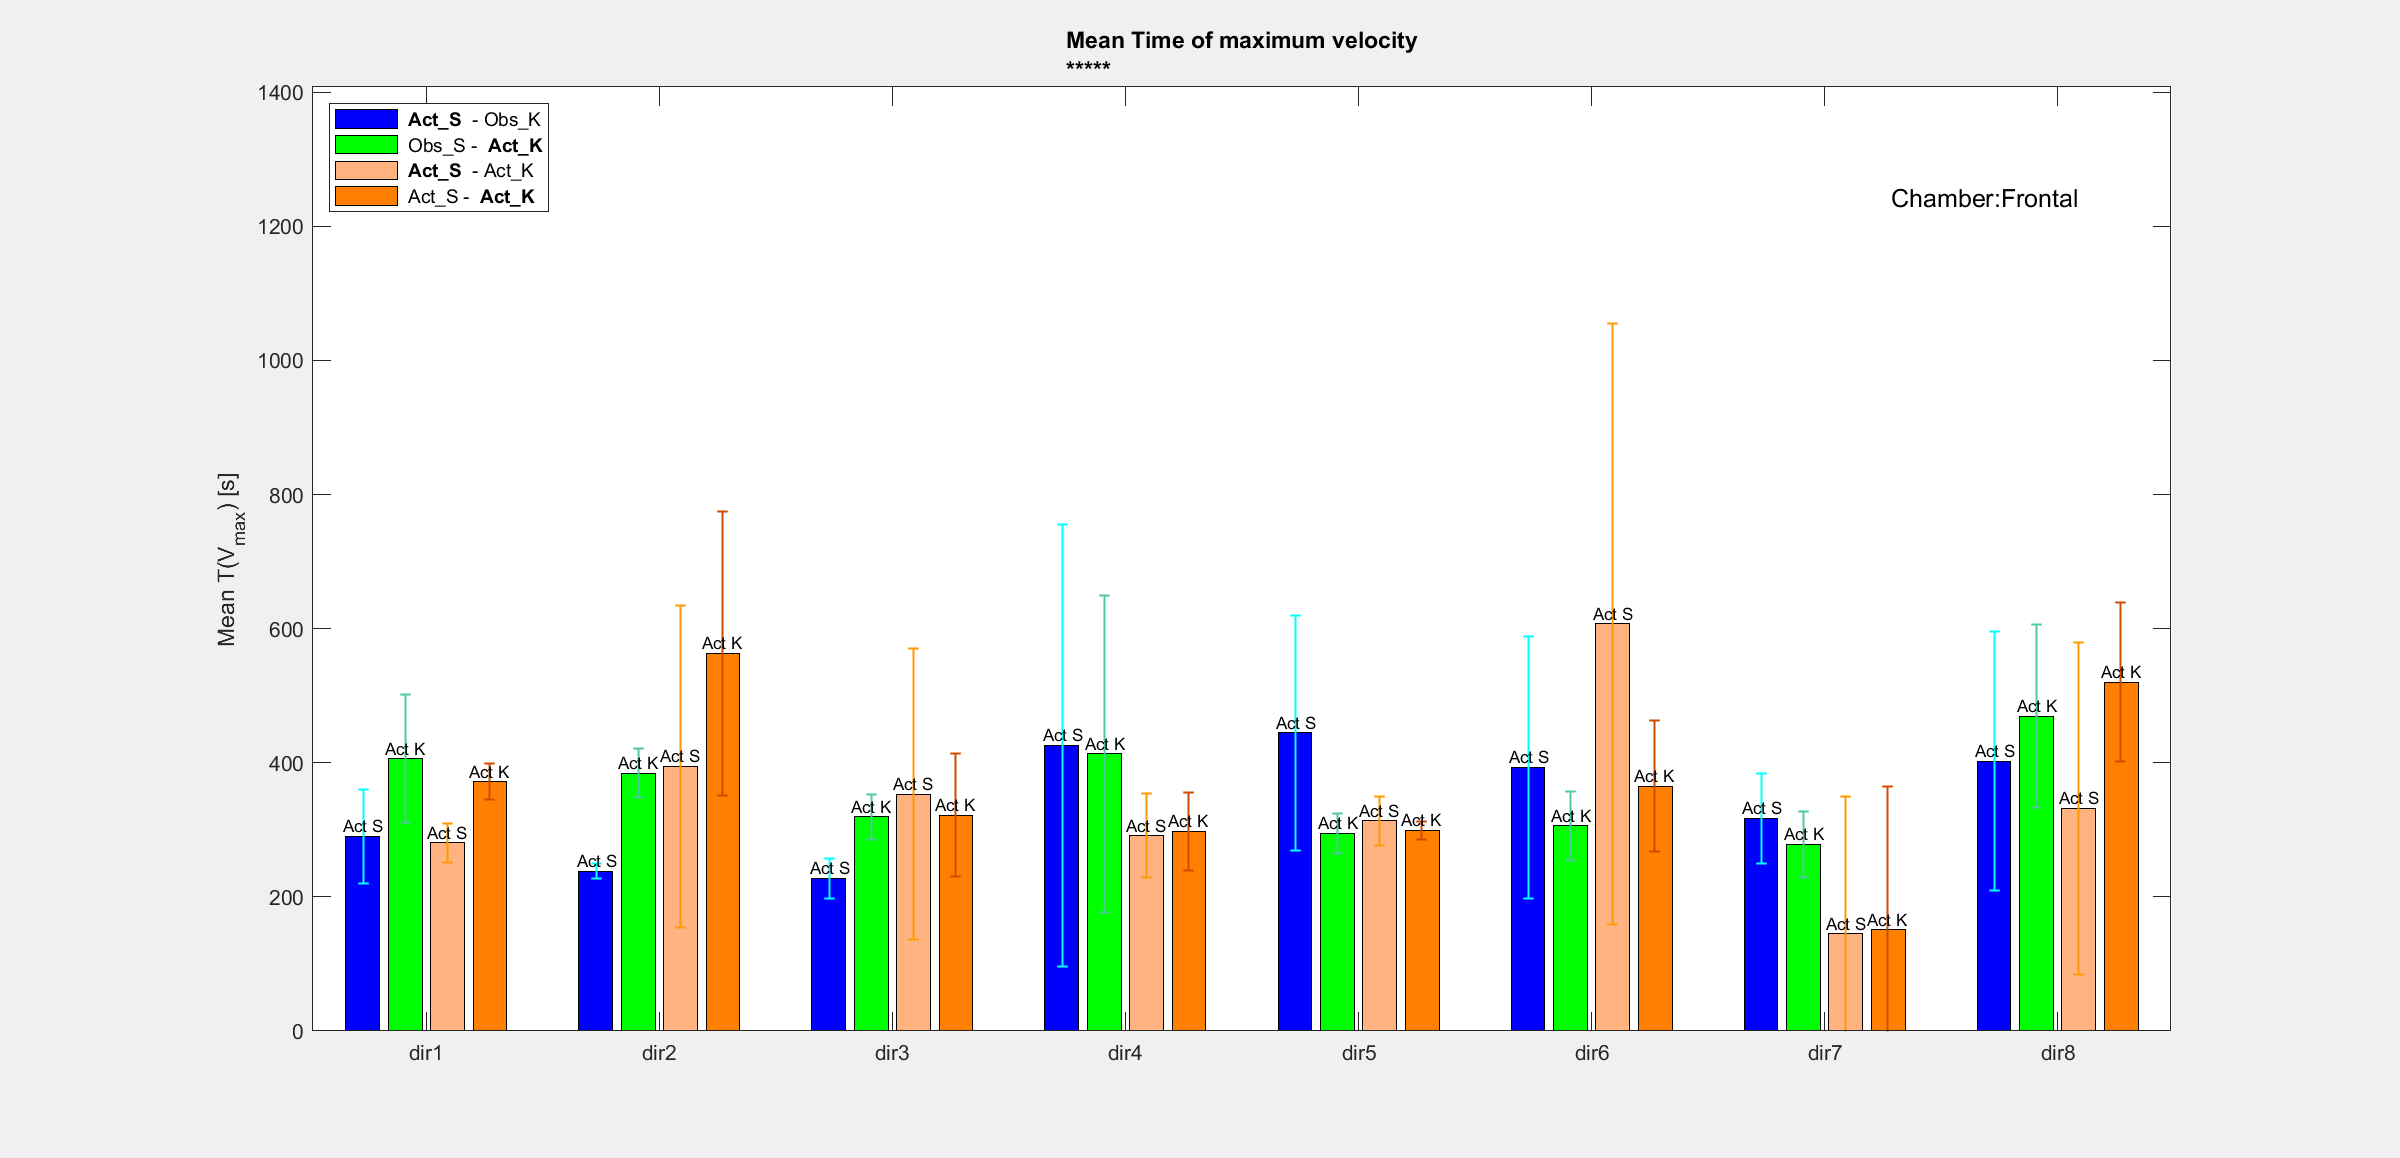 Mean Time of maximum velocity
*****
1400
1200
1000
800
600
400
200
0
Mean T(Vmax) [s]
Act_S - Obs_K
Obs_S - Act_K
Act_S - Act_K
Act_S - Act_K
Chamber:Frontal
Act S Act K Act S Act K
Act S Act K Act S Act K
Act S Act K Act S Act K
Act S Act K Act S Act K
Act S Act K Act S Act K
Act S Act K Act S Act K
Act S Act K Act S Act K
Act S Act K Act S Act K
dir1 dir2 dir3 dir4 dir5 dir6 dir7 dir8